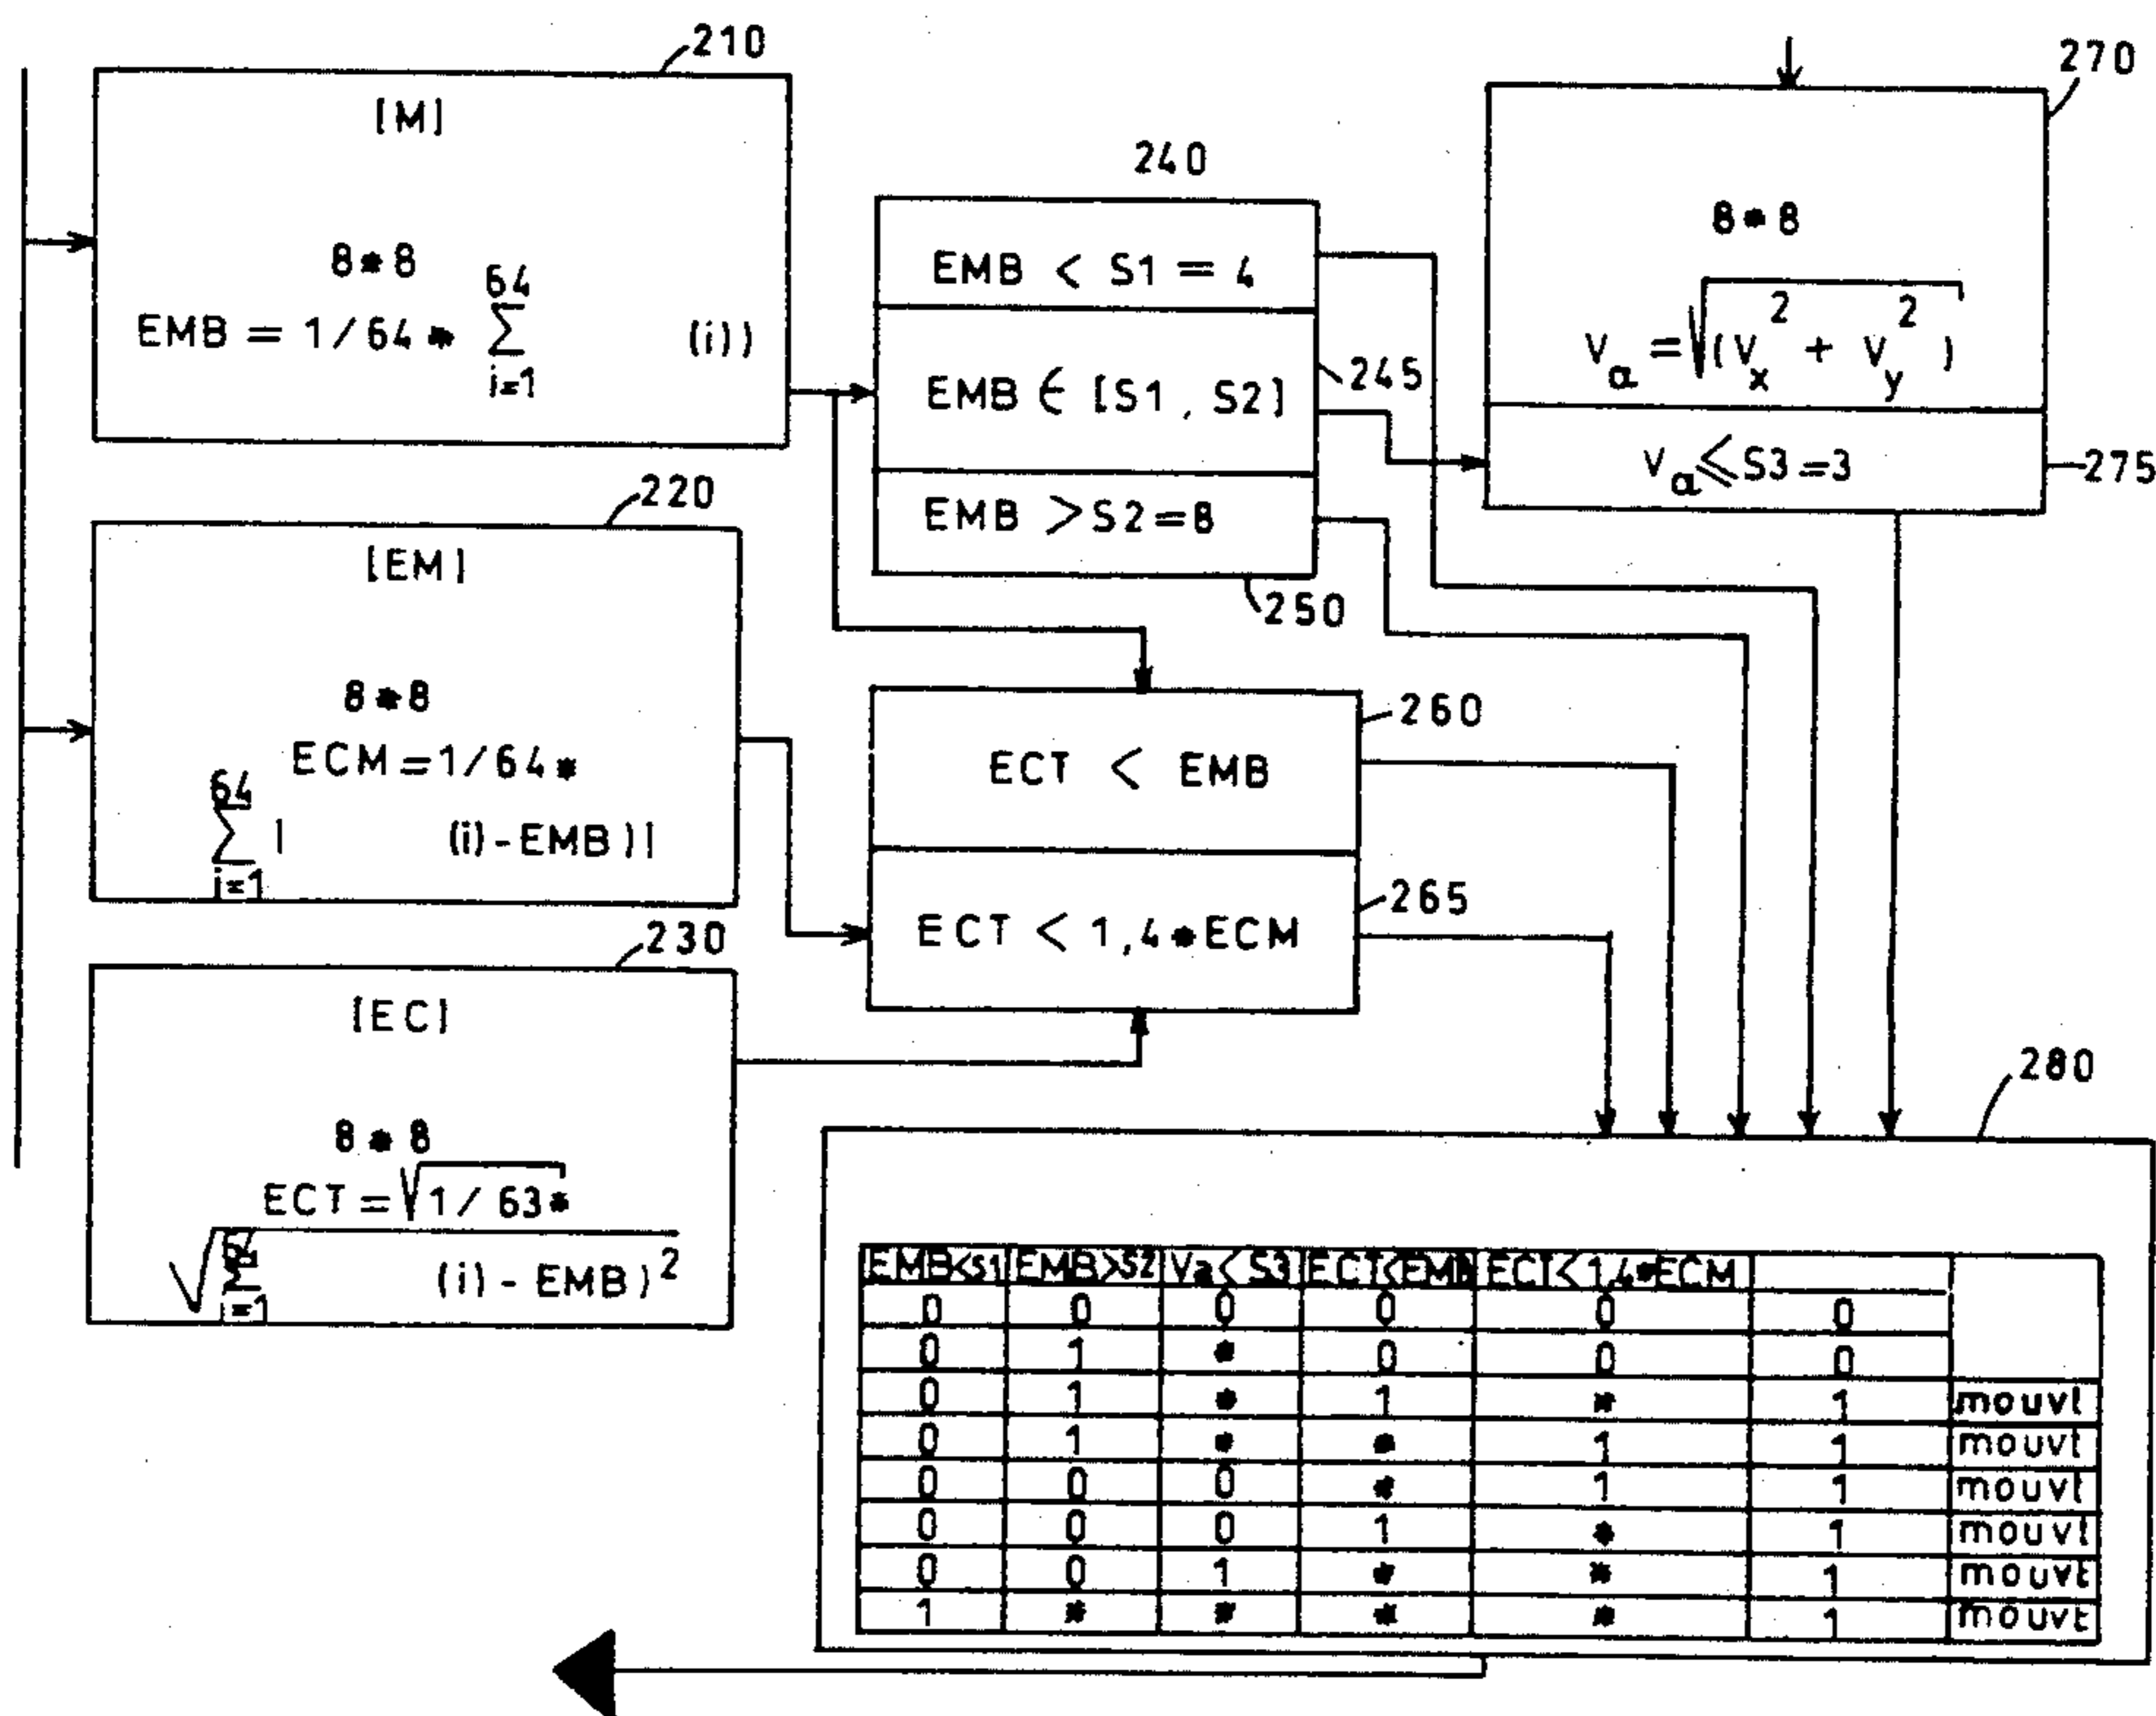 210
[M]
8*8
64
EMB = 1/64 * ∑ (i))
i=1
220
[EM]
8*8
ECM = 1/64*
64
∑ | (i) - EMB)|
i=1
230
[EC]
8*8
ECT = √1/63*
√∑ (i) - EMB)²
i=1
240
EMB < S1 = 4
EMB ∈ [S1, S2]
245
EMB > S2 = 8
250
260
ECT < EMB
265
ECT < 1,4*ECM
270
8*8
Va = √(Vx² + Vy²)
Va ⩽ S3 = 3
275
280
EMB<S1 EMB>S2 Va<S3 ECT<EMB ECT<1,4*ECM
0 0 0 0 0 0
0 1 * 0 0 0
0 1 * 1 * 1 mouvt
0 1 * * 1 1 mouvt
0 0 0 * 1 1 mouvt
0 0 0 1 * 1 mouvt
0 0 1 * * 1 mouvt
1 * * * * 1 mouvt